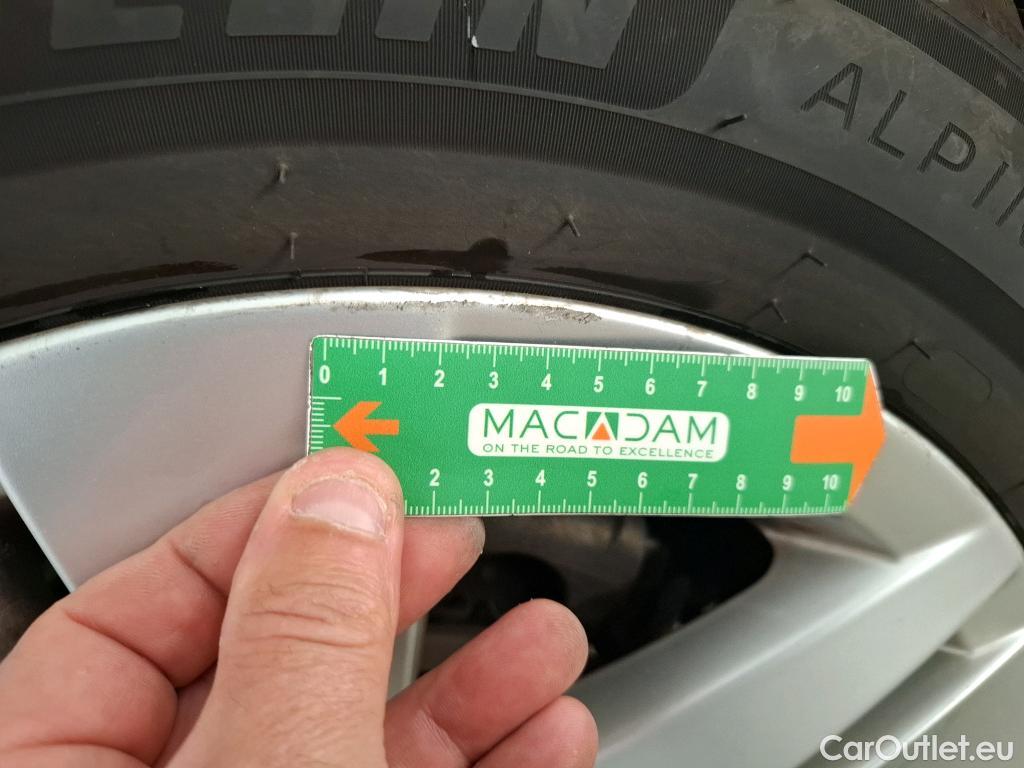 ALPIN
0 1 2 3 4 5 6 7 8 9 10
MACADAM
ON THE ROAD TO EXCELLENCE
2 3 4 5 6 7 8 9 10
CarOutlet.eu